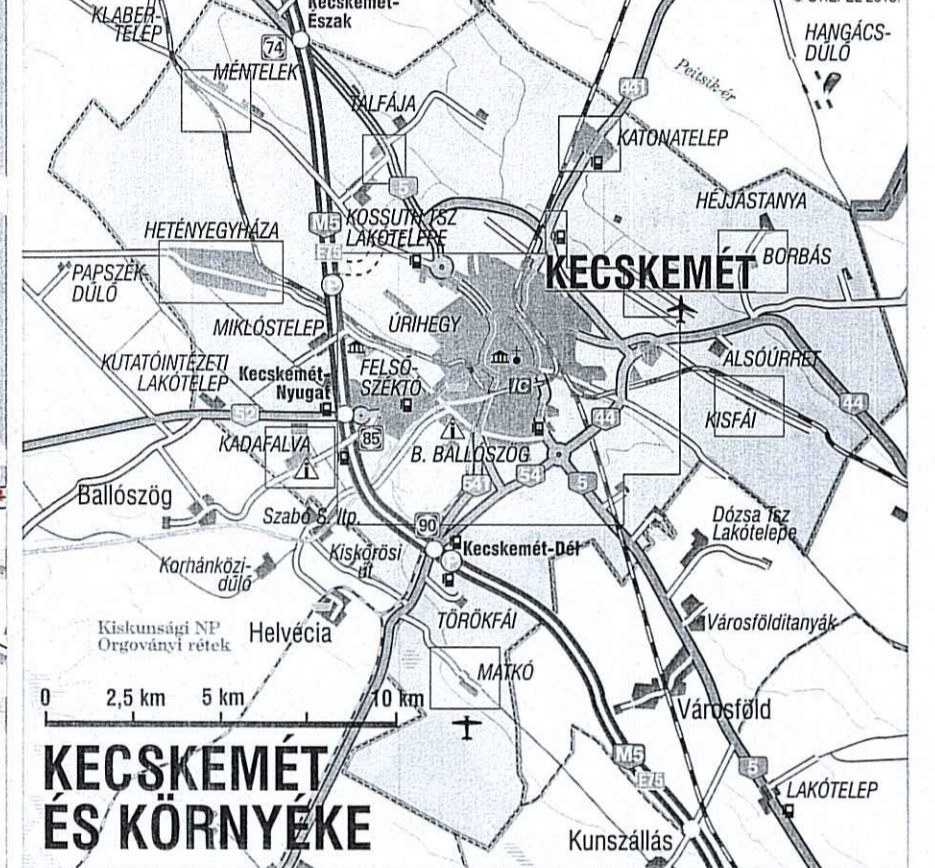 KLÁBER-
TELEP
Kecskemét-
Észak
74
MÉNTELEK
TALFÁJA
Peitsik-ér
441
HANGÁCS-
DŰLŐ
KATONATELEP
5
M5
E75
KOSSUTH TSZ
LAKÓTELEPE
HETÉNYEGYHÁZA
HÉJJASTANYA
BORBÁS
KECSKEMÉT
PAPSZÉK-
DŰLŐ
MIKLÓSTELEP
ÚRIHEGY
KUTATÓINTÉZETI
LAKÓTELEP
Kecskemét-
Nyugat
FELSŐ-
SZÉKTÓ
I/C
ALSÓÚRRÉT
52
KADAFALVA
85
B. BALLÓSZÖG
44
KISFÁI
44
541
54
5
Ballószög
Szabó S. ltp.
90
Kecskemét-Dél
Dózsa Tsz
Lakótelepe
Korhánközi-
dűlő
Kiskőrösi
út
Kiskunsági NP
Orgoványi rétek
Helvécia
TÖRÖKFÁI
Városfölditanyák
MATKÓ
Városföld
0
2,5 km
5 km
10 km
KECSKEMÉT
ÉS KÖRNYÉKE
M5
E75
5
LAKÓTELEP
Kunszállás